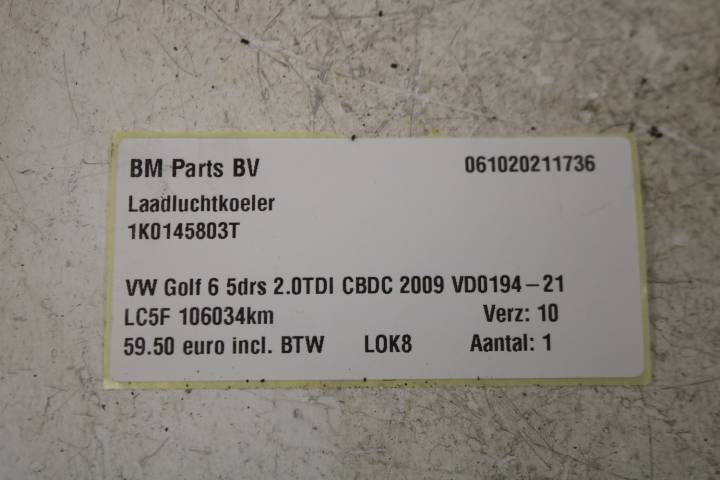 BM Parts BV 061020211736
Laadluchtkoeler
1K0145803T
VW Golf 6 5drs 2.0TDI CBDC 2009 VD0194-21
LC5F 106034km Verz: 10
59.50 euro incl. BTW LOK8 Aantal: 1